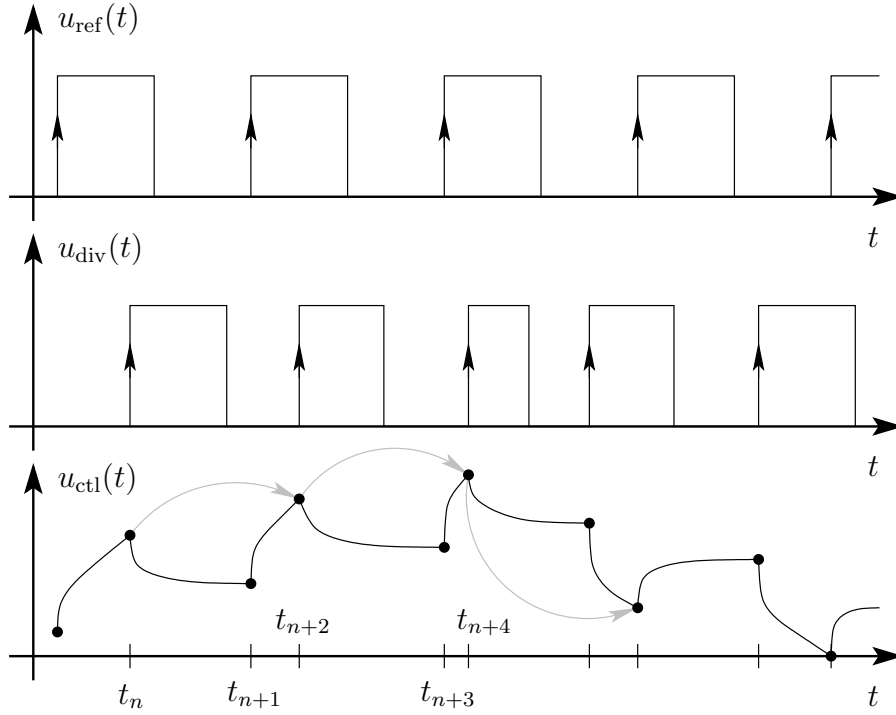 u_ref(t)
t
u_div(t)
t
u_ctl(t)
t_{n+2} t_{n+4}
t_n t_{n+1} t_{n+3} t